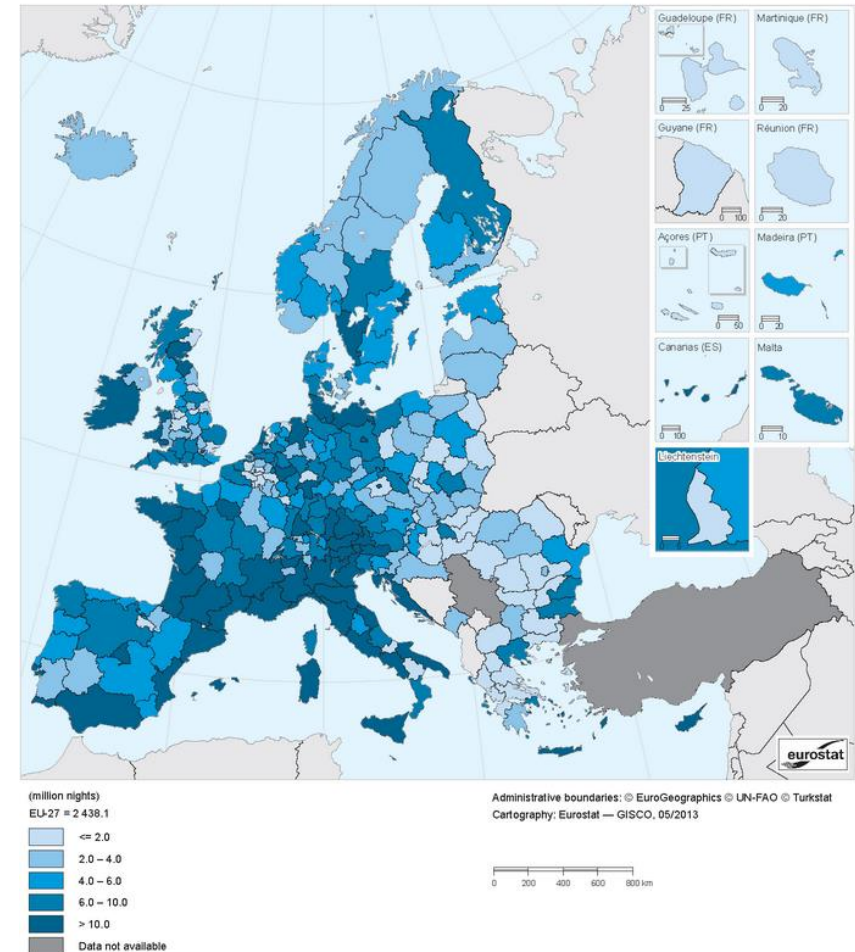 Guadeloupe (FR)
0 25
Martinique (FR)
0 20
Guyane (FR)
0 100
Réunion (FR)
0 20
Açores (PT)
0 50
Madeira (PT)
0 20
Canarias (ES)
0 100
Malta
0 10
Liechtenstein
eurostat
(million nights)
EU-27 = 2 438.1
<= 2.0
2.0 – 4.0
4.0 – 6.0
6.0 – 10.0
> 10.0
Data not available
Administrative boundaries: © EuroGeographics © UN-FAO © Turkstat
Cartography: Eurostat — GISCO, 05/2013
0 200 400 600 800 km